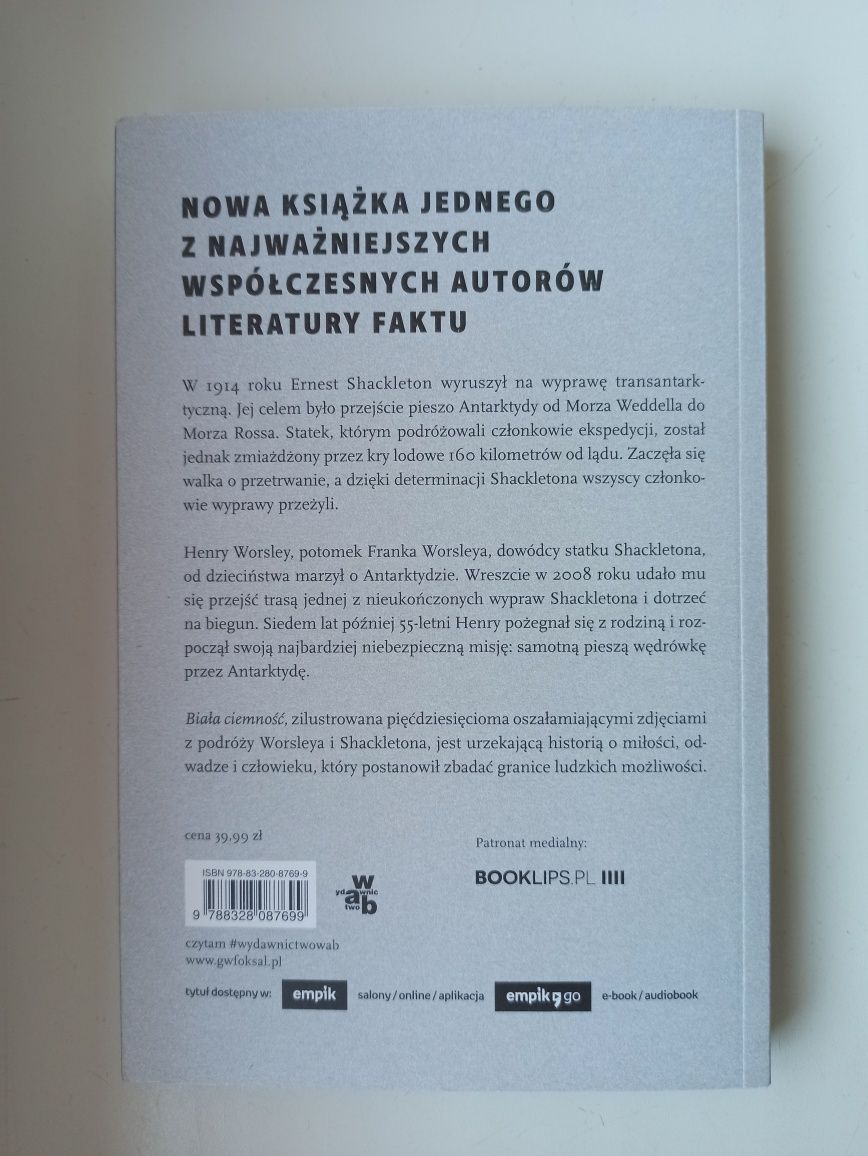 NOWA KSIĄŻKA JEDNEGO
Z NAJWAŻNIEJSZYCH
WSPÓŁCZESNYCH AUTORÓW
LITERATURY FAKTU
W 1914 roku Ernest Shackleton wyruszył na wyprawę transantark-
tyczną. Jej celem było przejście pieszo Antarktydy od Morza Weddella do
Morza Rossa. Statek, którym podróżowali członkowie ekspedycji, został
jednak zmiażdżony przez kry lodowe 160 kilometrów od lądu. Zaczęła się
walka o przetrwanie, a dzięki determinacji Shackletona wszyscy członko-
wie wyprawy przeżyli.
Henry Worsley, potomek Franka Worsleya, dowódcy statku Shackletona,
od dzieciństwa marzył o Antarktydzie. Wreszcie w 2008 roku udało mu
się przejść trasą jednej z nieukończonych wypraw Shackletona i dotrzeć
na biegun. Siedem lat później 55-letni Henry pożegnał się z rodziną i roz-
począł swoją najbardziej niebezpieczną misję: samotną pieszą wędrówkę
przez Antarktydę.
Biała ciemność, zilustrowana pięćdziesięcioma oszałamiającymi zdjęciami
z podróży Worsleya i Shackletona, jest urzekającą historią o miłości, od-
wadze i człowieku, który postanowił zbadać granice ludzkich możliwości.
cena 39,99 zł
ISBN 978-83-280-8769-9
9 788328 087699
w
ydawnic
ab
two
Patronat medialny:
BOOKLIPS.PL
czytam #wydawnictwowab
www.gwfoksal.pl
tytuł dostępny w: empik salony/online/aplikacja empik go e-book/audiobook